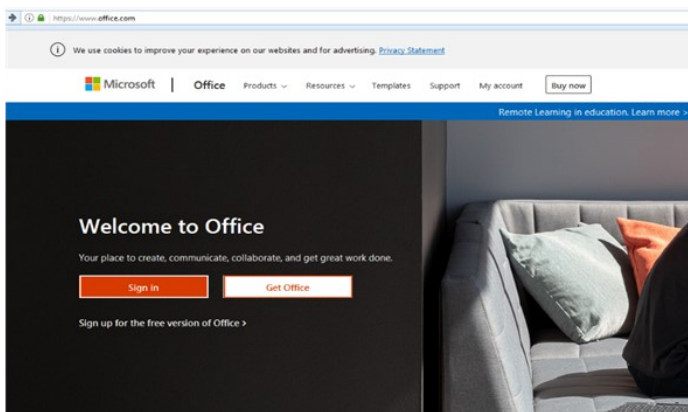 https://www.office.com
We use cookies to improve your experience on our websites and for advertising. Privacy Statement
Microsoft | Office Products Resources Templates Support My account Buy now
Remote Learning in education. Learn more >
Welcome to Office
Your place to create, communicate, collaborate, and get great work done.
Sign in Get Office
Sign up for the free version of Office >